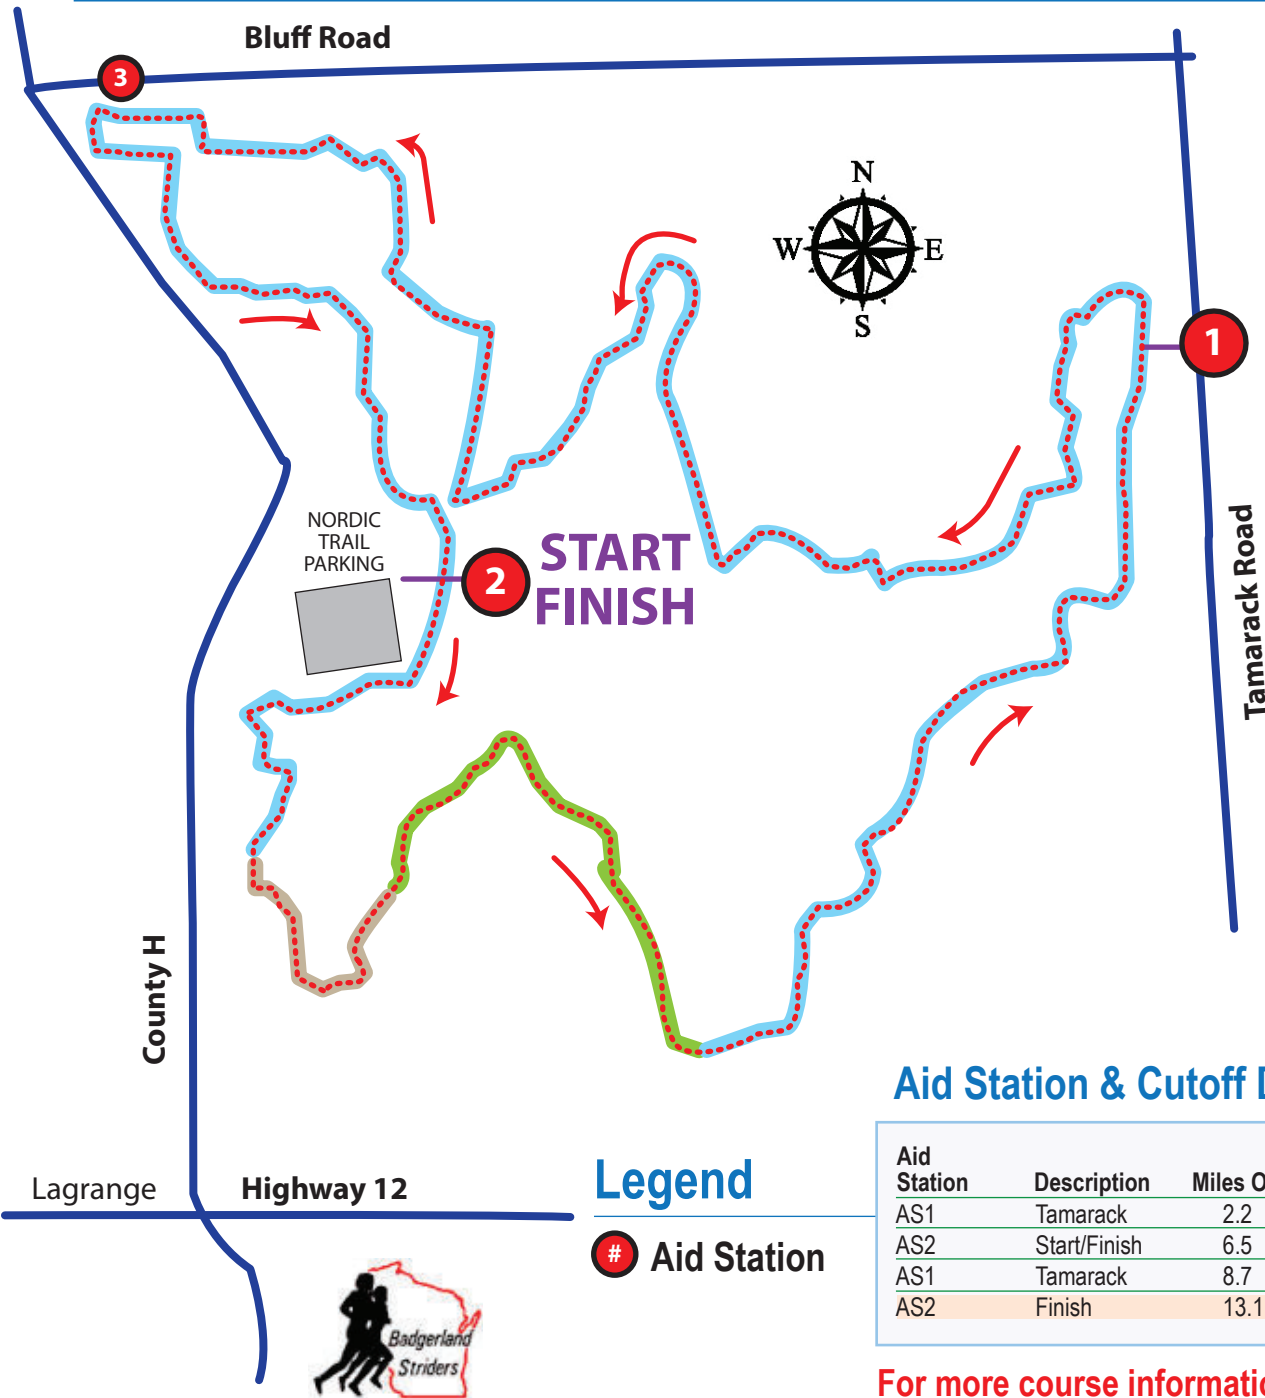 Bluff Road
3
N
W E
S
1
NORDIC
TRAIL
PARKING
2
START
FINISH
Tamarack Road
County H
Lagrange
Highway 12
Legend
# Aid Station
Badgerland
Striders
Aid Station & Cutoff
Aid
Station Description Miles
AS1 Tamarack 2.2
AS2 Start/Finish 6.5
AS1 Tamarack 8.7
AS2 Finish 13.1
For more course